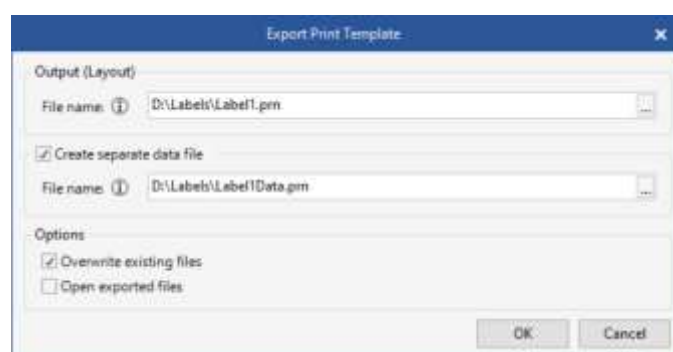 Export Print Template
Output (Layout)
File name: D:\Labels\Label1.prn ...
Create separate data file
File name: D:\Labels\Label1Data.prn ...
Options
Overwrite existing files
Open exported files
OK Cancel